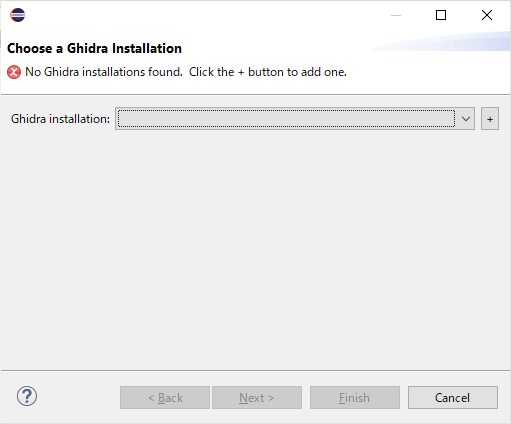 Choose a Ghidra Installation
No Ghidra installations found.  Click the + button to add one.
Ghidra installation: +
? < Back Next > Finish Cancel